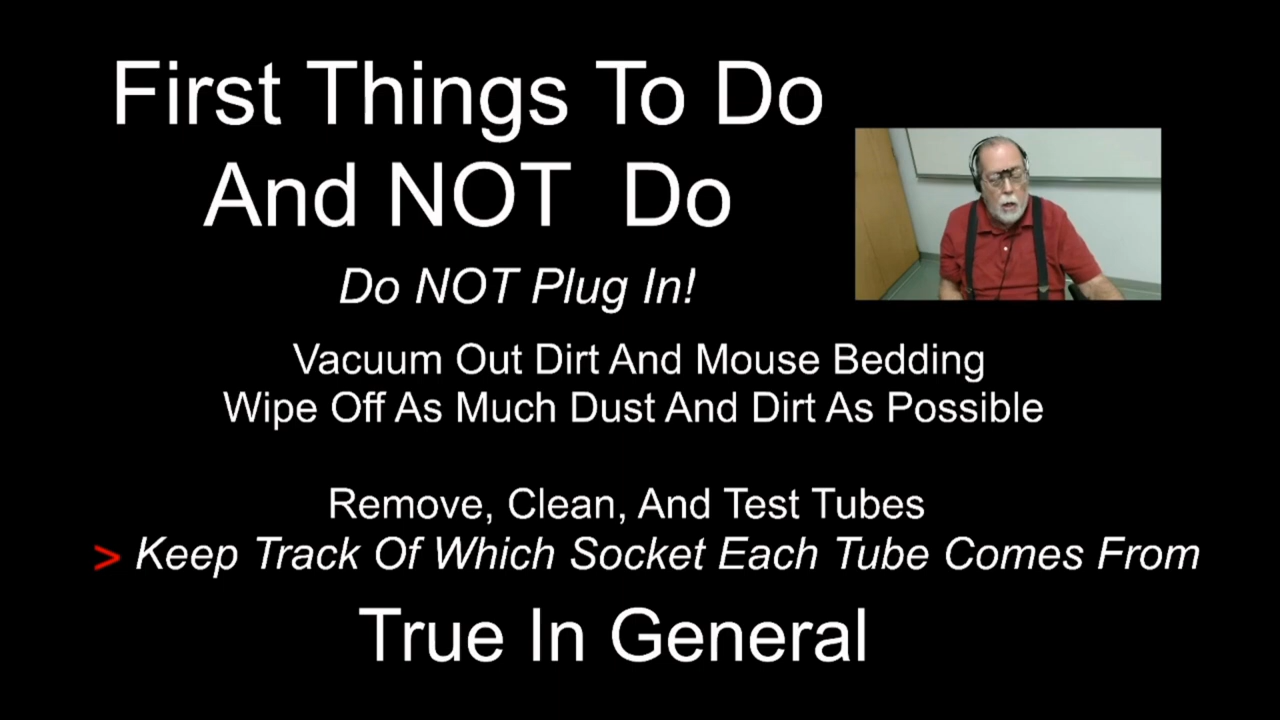 First Things To Do
And NOT Do
Do NOT Plug In!
Vacuum Out Dirt And Mouse Bedding
Wipe Off As Much Dust And Dirt As Possible
Remove, Clean, And Test Tubes
> Keep Track Of Which Socket Each Tube Comes From
True In General